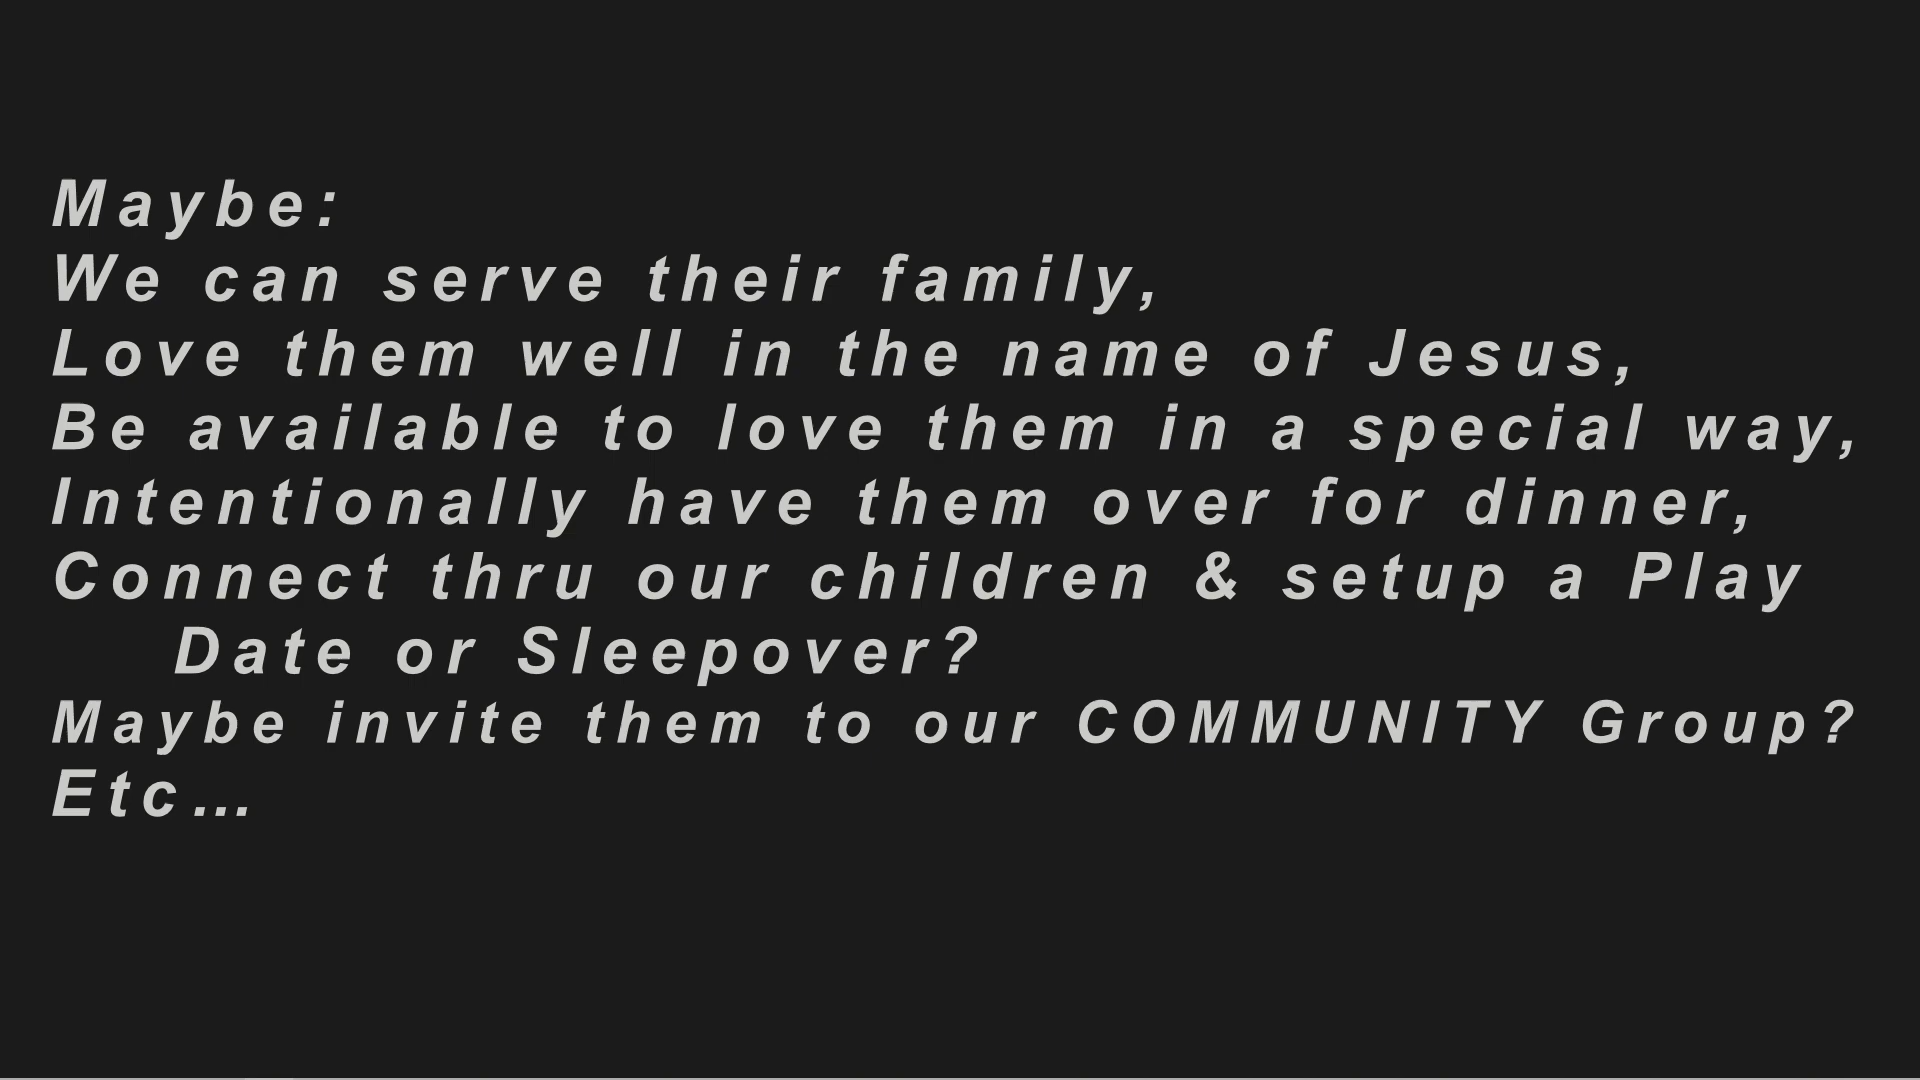 Maybe:
We can serve their family,
Love them well in the name of Jesus,
Be available to love them in a special way,
Intentionally have them over for dinner,
Connect thru our children & setup a Play
Date or Sleepover?
Maybe invite them to our COMMUNITY Group?
Etc…